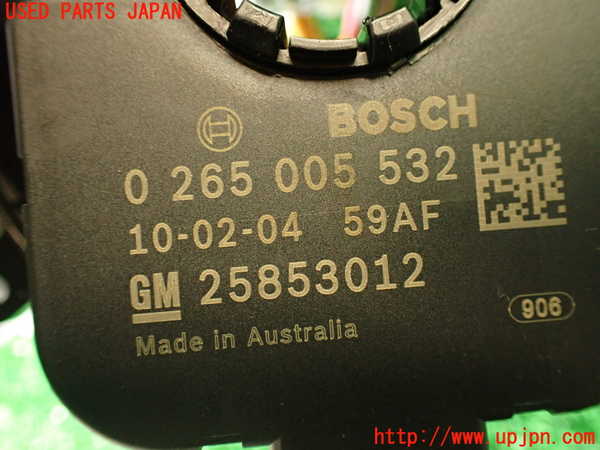 USED PARTS JAPAN
BOSCH
0 265 005 532
10-02-04 59AF
GM 25853012
906
Made in Australia
http://www.upjpn.com